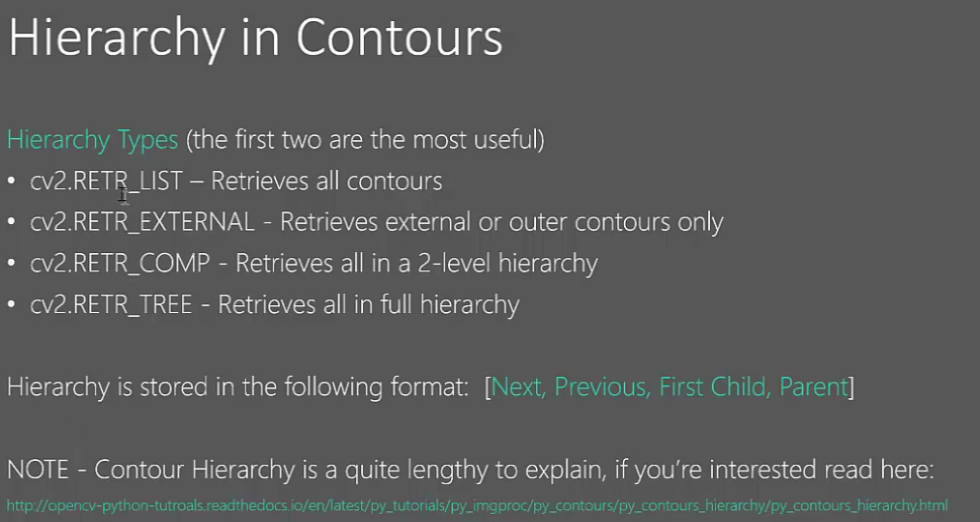 Hierarchy in Contours
Hierarchy Types (the first two are the most useful)
• cv2.RETR_LIST – Retrieves all contours
• cv2.RETR_EXTERNAL - Retrieves external or outer contours only
• cv2.RETR_COMP - Retrieves all in a 2-level hierarchy
• cv2.RETR_TREE - Retrieves all in full hierarchy
Hierarchy is stored in the following format: [Next, Previous, First Child, Parent]
NOTE - Contour Hierarchy is a quite lengthy to explain, if you're interested read here:
http://opencv-python-tutroals.readthedocs.io/en/latest/py_tutorials/py_imgproc/py_contours/py_contours_hierarchy/py_contours_hierarchy.html